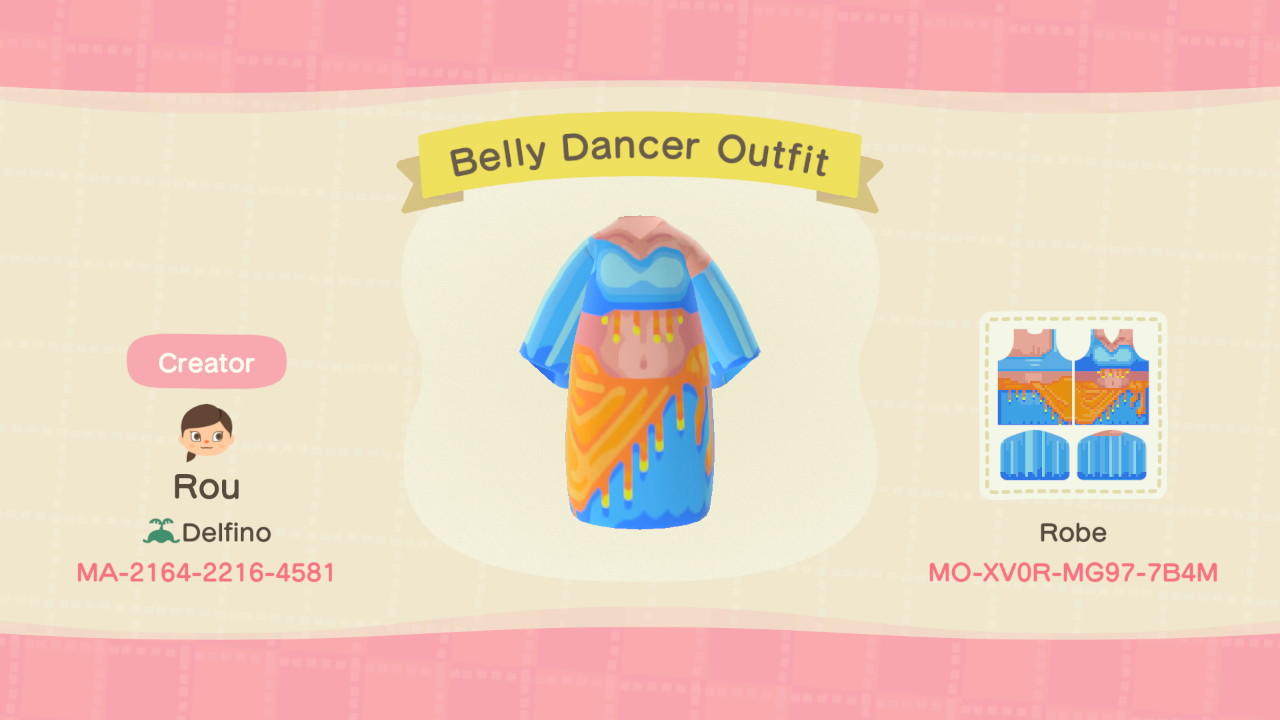 Belly Dancer Outfit
Creator
Rou
Delfino
MA-2164-2216-4581
Robe
MO-XV0R-MG97-7B4M